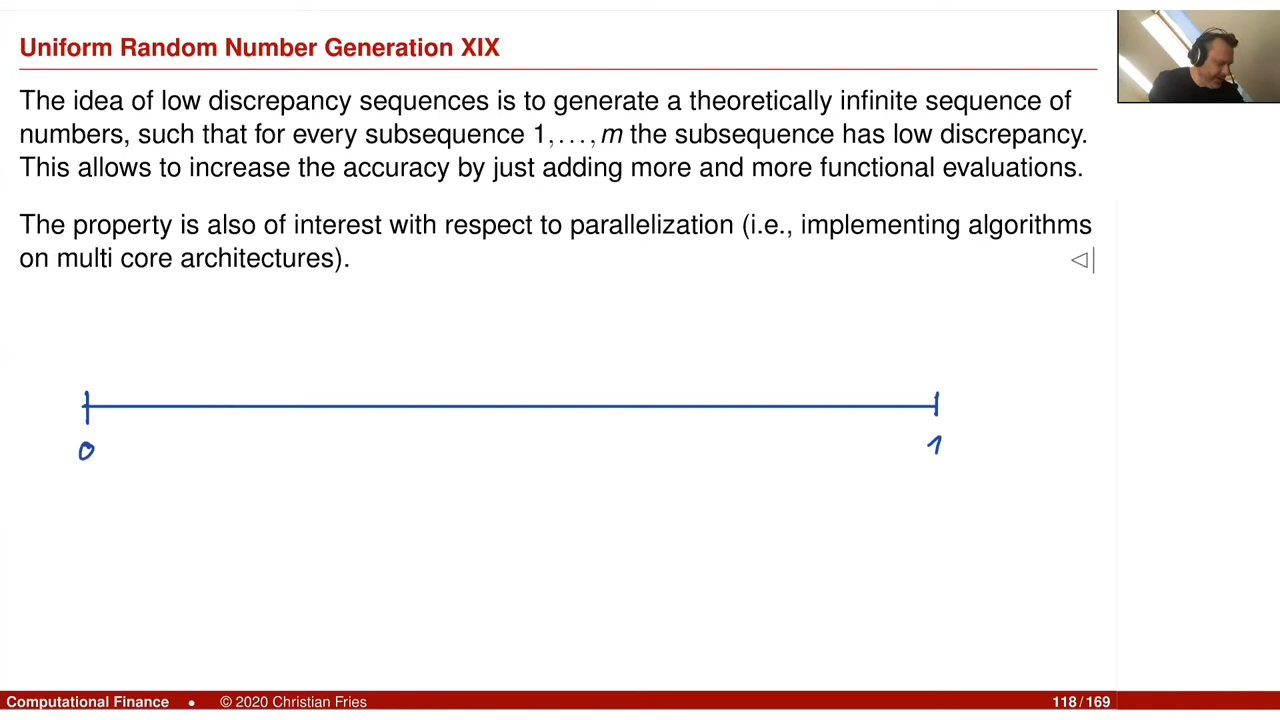 Uniform Random Number Generation XIX
The idea of low discrepancy sequences is to generate a theoretically infinite sequence of
numbers, such that for every subsequence 1,...,m the subsequence has low discrepancy.
This allows to increase the accuracy by just adding more and more functional evaluations.
The property is also of interest with respect to parallelization (i.e., implementing algorithms
on multi core architectures). ◁|
0 1
Computational Finance • © 2020 Christian Fries 118/169